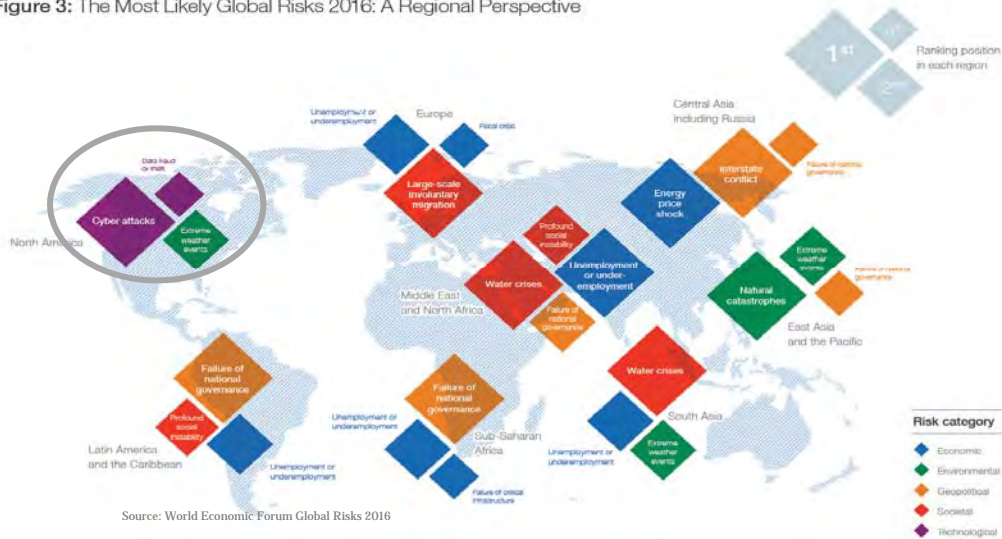 Figure 3: The Most Likely Global Risks 2016: A Regional Perspective
1st
2nd
Ranking position
in each region
North America
Cyber attacks
Data fraud
or theft
Extreme
weather
events
Europe
Unemployment or
underemployment
Fiscal crisis
Large-scale
involuntary
migration
Central Asia
including Russia
Energy
price
shock
Interstate
conflict
Failure of national
governance
Middle East
and North Africa
Water crises
Profound
social
instability
Unemployment
or under-
employment
Failure of
national
governance
Natural
catastrophes
Extreme
weather
events
Failure of national
governance
East Asia
and the Pacific
Failure of
national
governance
Profound
social
instability
Unemployment or
underemployment
Latin America
and the Caribbean
Failure of
national
governance
Unemployment or
underemployment
Sub-Saharan
Africa
Failure of critical
infrastructure
Water crises
South Asia
Unemployment or
underemployment
Extreme
weather
events
Risk category
Economic
Environmental
Geopolitical
Societal
Technological
Source: World Economic Forum Global Risks 2016